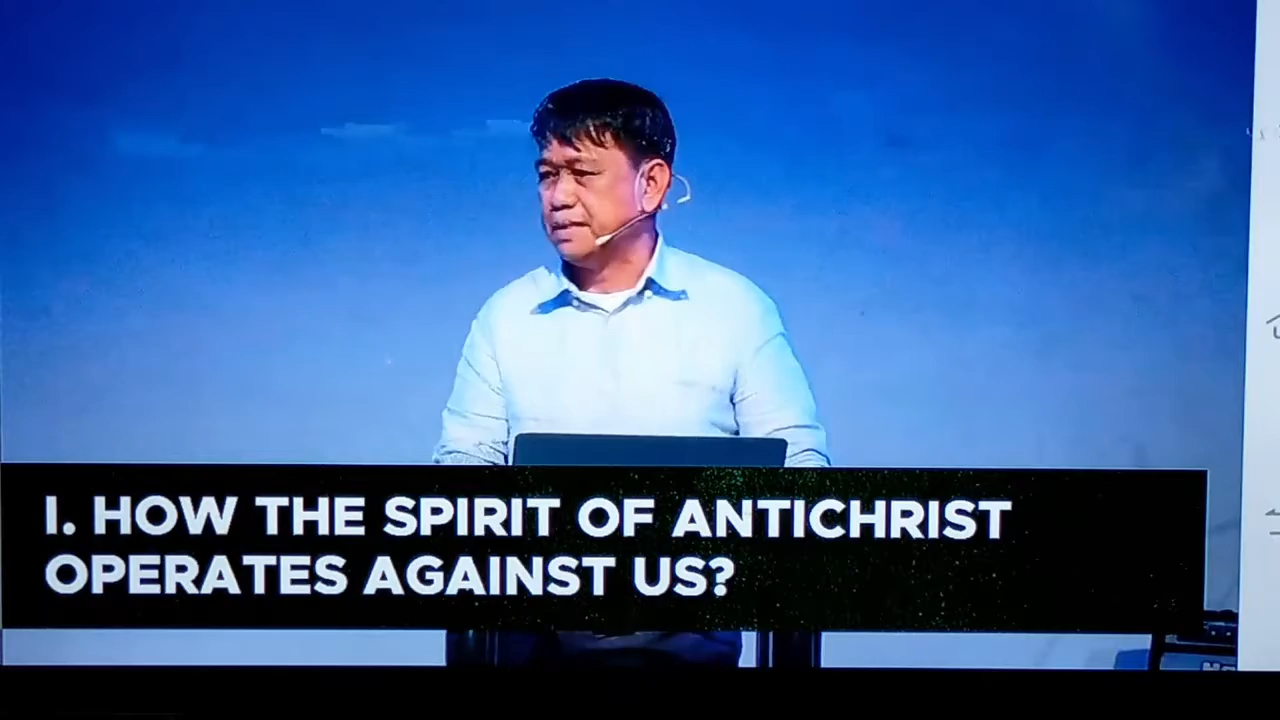 I. HOW THE SPIRIT OF ANTICHRIST
OPERATES AGAINST US?